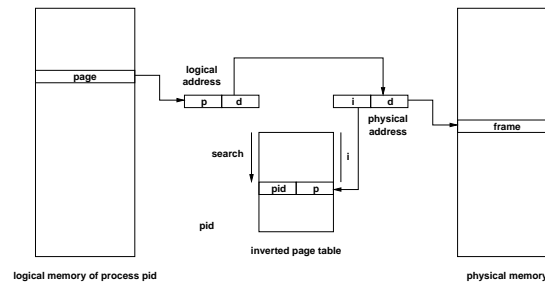 logical
address
page
p d
i d
physical
address
frame
search
i
pid p
pid
inverted page table
logical memory of process pid
physical memory